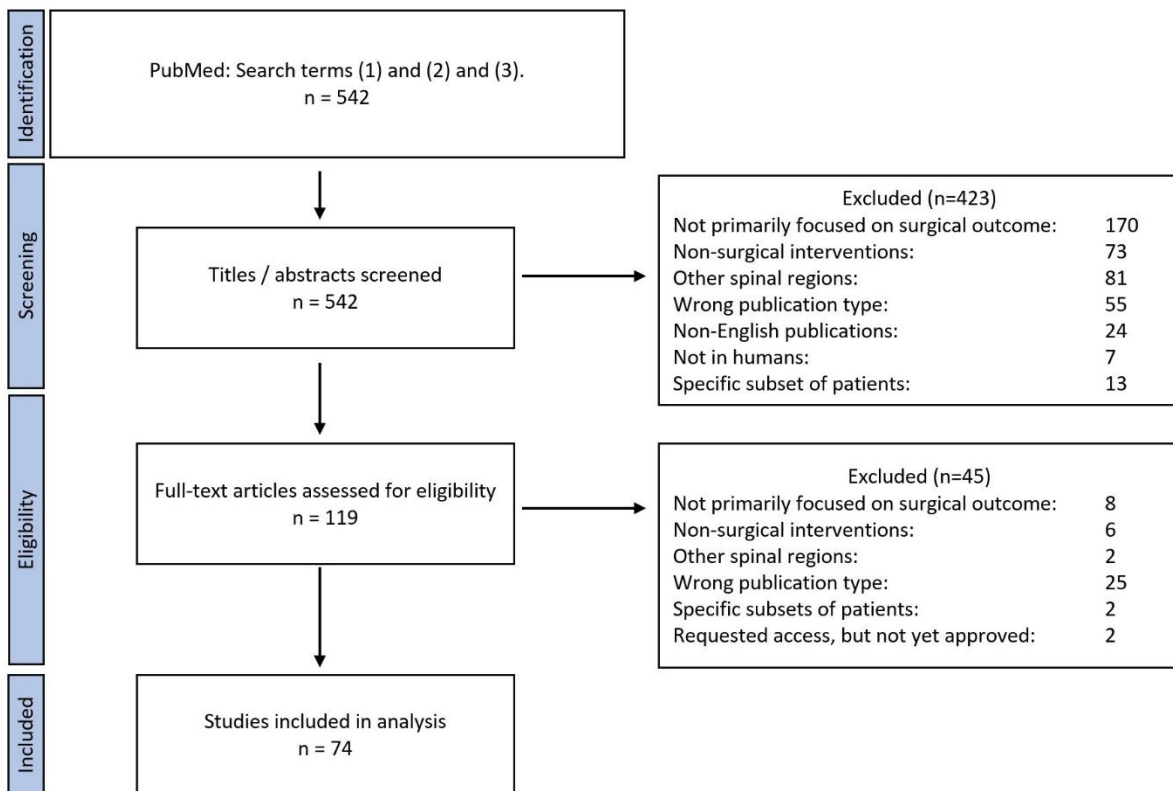 Identification
PubMed: Search terms (1) and (2) and (3).
n = 542
Screening
Titles / abstracts screened
n = 542
Excluded (n=423)
Not primarily focused on surgical outcome: 170
Non-surgical interventions: 73
Other spinal regions: 81
Wrong publication type: 55
Non-English publications: 24
Not in humans: 7
Specific subset of patients: 13
Eligibility
Full-text articles assessed for eligibility
n = 119
Excluded (n=45)
Not primarily focused on surgical outcome: 8
Non-surgical interventions: 6
Other spinal regions: 2
Wrong publication type: 25
Specific subsets of patients: 2
Requested access, but not yet approved: 2
Included
Studies included in analysis
n = 74